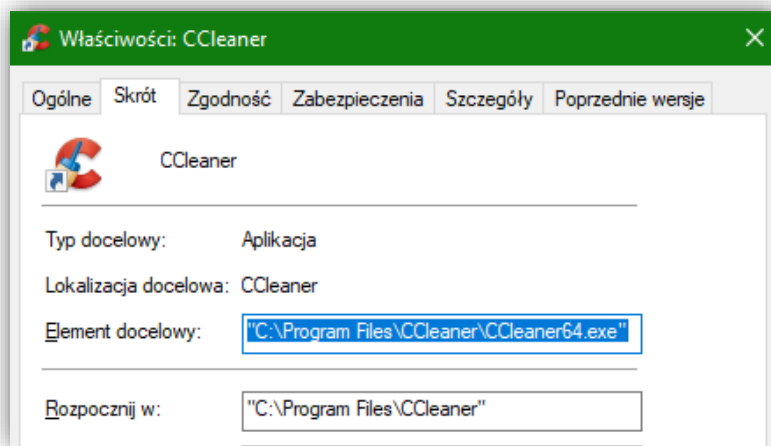 Właściwości: CCleaner
Ogólne Skrót Zgodność Zabezpieczenia Szczegóły Poprzednie wersje
CCleaner
Typ docelowy: Aplikacja
Lokalizacja docelowa: CCleaner
Element docelowy: "C:\Program Files\CCleaner\CCleaner64.exe"
Rozpocznij w: "C:\Program Files\CCleaner"